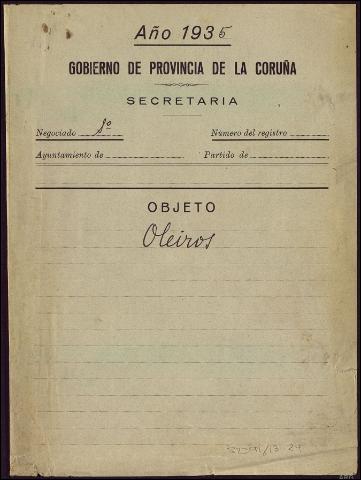 Año 1935
GOBIERNO DE PROVINCIA DE LA CORUÑA
SECRETARIA
Negociado Sº Número del registro
Ayuntamiento de Partido de
OBJETO
Oleiros